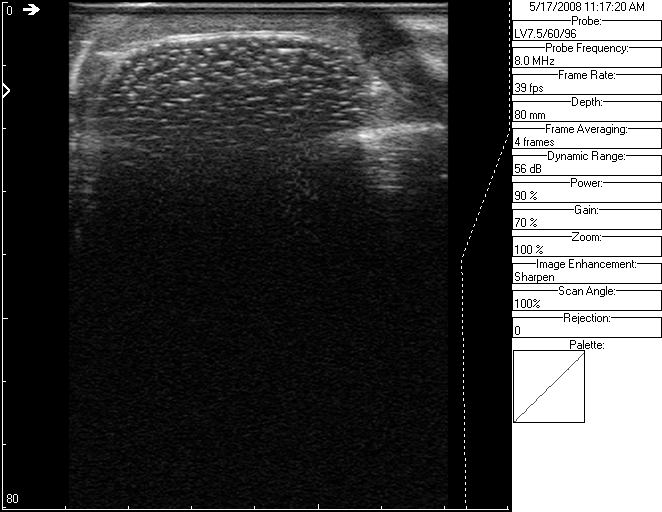 0
80
5/17/2008 11:17:20 AM
Probe:
LV7.5/60/96
Probe Frequency:
8.0 MHz
Frame Rate:
39 fps
Depth:
80 mm
Frame Averaging:
4 frames
Dynamic Range:
56 dB
Power:
90 %
Gain:
70 %
Zoom:
100 %
Image Enhancement:
Sharpen
Scan Angle:
100%
Rejection:
0
Palette: